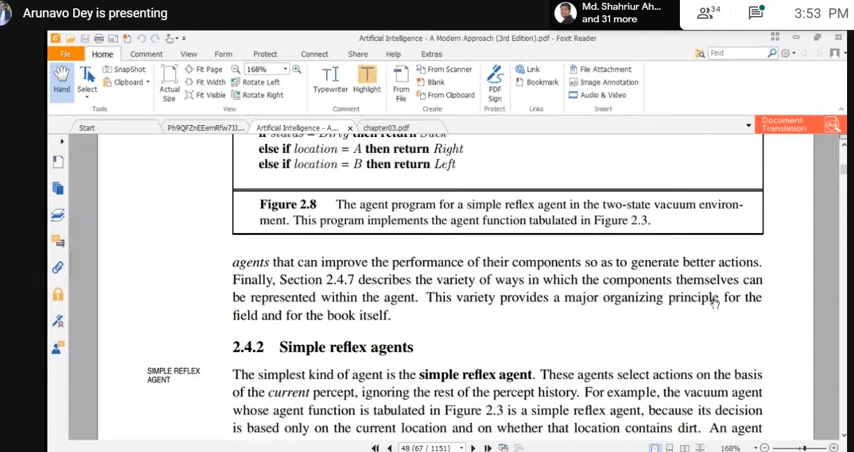 Arunavo Dey is presenting
Md. Shahriur Ah...
and 31 more
34
3:53 PM
Artificial Intelligence - A Modern Approach (3rd Edition).pdf - Foxit Reader
File Home Comment View Form Protect Connect Share Help Extras
Find
Hand
Select
SnapShot
Clipboard
Actual
Size
Fit Page
Fit Width
Fit Visible
168%
Rotate Left
Rotate Right
Typewriter
Highlight
From
File
From Scanner
Blank
From Clipboard
PDF
Sign
Link
Bookmark
File Attachment
Image Annotation
Audio & Video
Tools
View
Comment
Create
Protect
Links
Insert
Start
Ph9QFZnEEemRfw7JJ...
Artificial Intelligence - A Mo...
chapter03.pdf
Document
Translation
if status = Dirty then return Suck
else if location = A then return Right
else if location = B then return Left
Figure 2.8 The agent program for a simple reflex agent in the two-state vacuum environ-
ment. This program implements the agent function tabulated in Figure 2.3.
agents that can improve the performance of their components so as to generate better actions.
Finally, Section 2.4.7 describes the variety of ways in which the components themselves can
be represented within the agent. This variety provides a major organizing principle for the
field and for the book itself.
2.4.2 Simple reflex agents
SIMPLE REFLEX
AGENT
The simplest kind of agent is the simple reflex agent. These agents select actions on the basis
of the current percept, ignoring the rest of the percept history. For example, the vacuum agent
whose agent function is tabulated in Figure 2.3 is a simple reflex agent, because its decision
is based only on the current location and on whether that location contains dirt. An agent
48 (67 / 1151)
168%